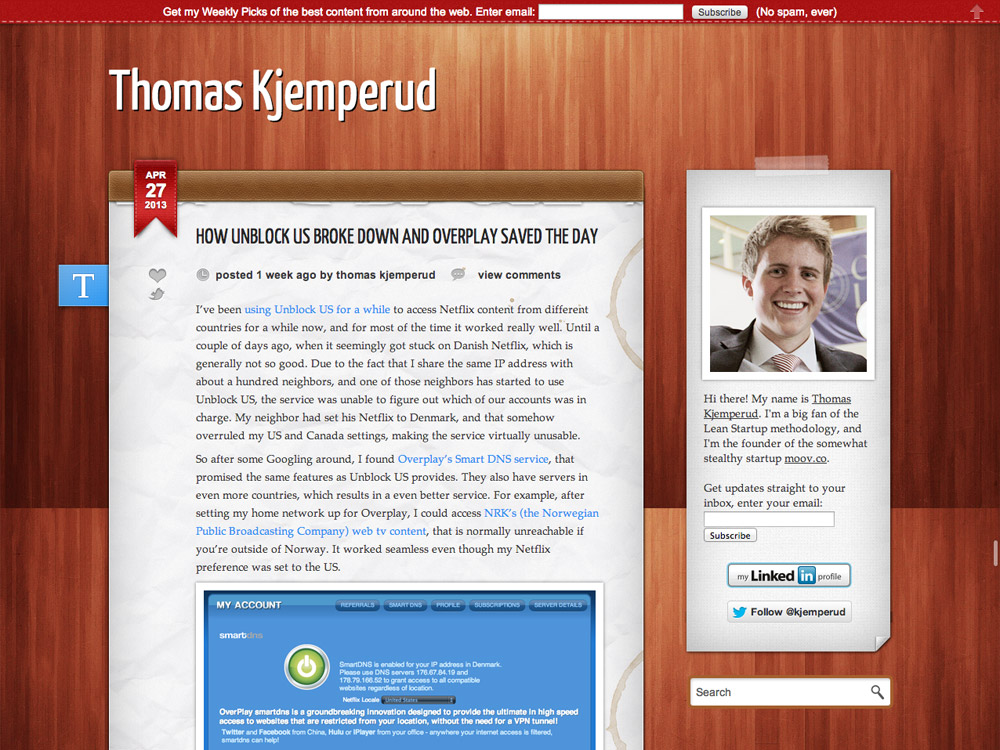 Get my Weekly Picks of the best content from around the web. Enter email: Subscribe (No spam, ever)
Thomas Kjemperud
APR
27
2013
HOW UNBLOCK US BROKE DOWN AND OVERPLAY SAVED THE DAY
T
posted 1 week ago by thomas kjemperud view comments
I've been using Unblock US for a while to access Netflix content from different
countries for a while now, and for most of the time it worked really well. Until a
couple of days ago, when it seemingly got stuck on Danish Netflix, which is
generally not so good. Due to the fact that I share the same IP address with
about a hundred neighbors, and one of those neighbors has started to use
Unblock US, the service was unable to figure out which of our accounts was in
charge. My neighbor had set his Netflix to Denmark, and that somehow
overruled my US and Canada settings, making the service virtually unusable.
So after some Googling around, I found Overplay's Smart DNS service, that
promised the same features as Unblock US provides. They also have servers in
even more countries, which results in a even better service. For example, after
setting my home network up for Overplay, I could access NRK's (the Norwegian
Public Broadcasting Company) web tv content, that is normally unreachable if
you're outside of Norway. It worked seamless even though my Netflix
preference was set to the US.
MY ACCOUNT
REFERRALS SMART DNS PROFILE SUBSCRIPTIONS SERVER DETAILS
smartdns
SmartDNS is enabled for your IP address in Denmark.
Please use DNS servers 176.67.84.19 and
178.79.166.52 to grant access to all compatible
websites regardless of location.
Netflix Locale: United States
OverPlay smartdns is a groundbreaking innovation designed to provide the ultimate in high speed
access to websites that are restricted from your location, without the need for a VPN tunnel!
Twitter and Facebook from China, Hulu or iPlayer from your office - anywhere your internet access is filtered,
smartdns can help!
Hi there! My name is Thomas
Kjemperud. I'm a big fan of the
Lean Startup methodology, and
I'm the founder of the somewhat
stealthy startup moov.co.
Get updates straight to your
inbox, enter your email:
Subscribe
my Linked in profile
Follow @kjemperud
Search